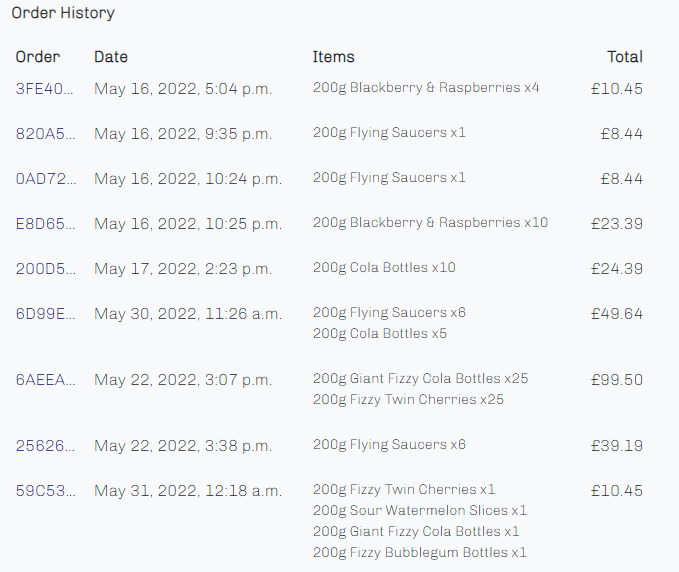 Order History
Order Date Items Total
3FE40... May 16, 2022, 5:04 p.m. 200g Blackberry & Raspberries x4 £10.45
820A5... May 16, 2022, 9:35 p.m. 200g Flying Saucers x1 £8.44
0AD72... May 16, 2022, 10:24 p.m. 200g Flying Saucers x1 £8.44
E8D65... May 16, 2022, 10:25 p.m. 200g Blackberry & Raspberries x10 £23.39
200D5... May 17, 2022, 2:23 p.m. 200g Cola Bottles x10 £24.39
6D99E... May 30, 2022, 11:26 a.m. 200g Flying Saucers x6 £49.64
200g Cola Bottles x5
6AEEA... May 22, 2022, 3:07 p.m. 200g Giant Fizzy Cola Bottles x25 £99.50
200g Fizzy Twin Cherries x25
25626... May 22, 2022, 3:38 p.m. 200g Flying Saucers x6 £39.19
59C53... May 31, 2022, 12:18 a.m. 200g Fizzy Twin Cherries x1 £10.45
200g Sour Watermelon Slices x1
200g Giant Fizzy Cola Bottles x1
200g Fizzy Bubblegum Bottles x1